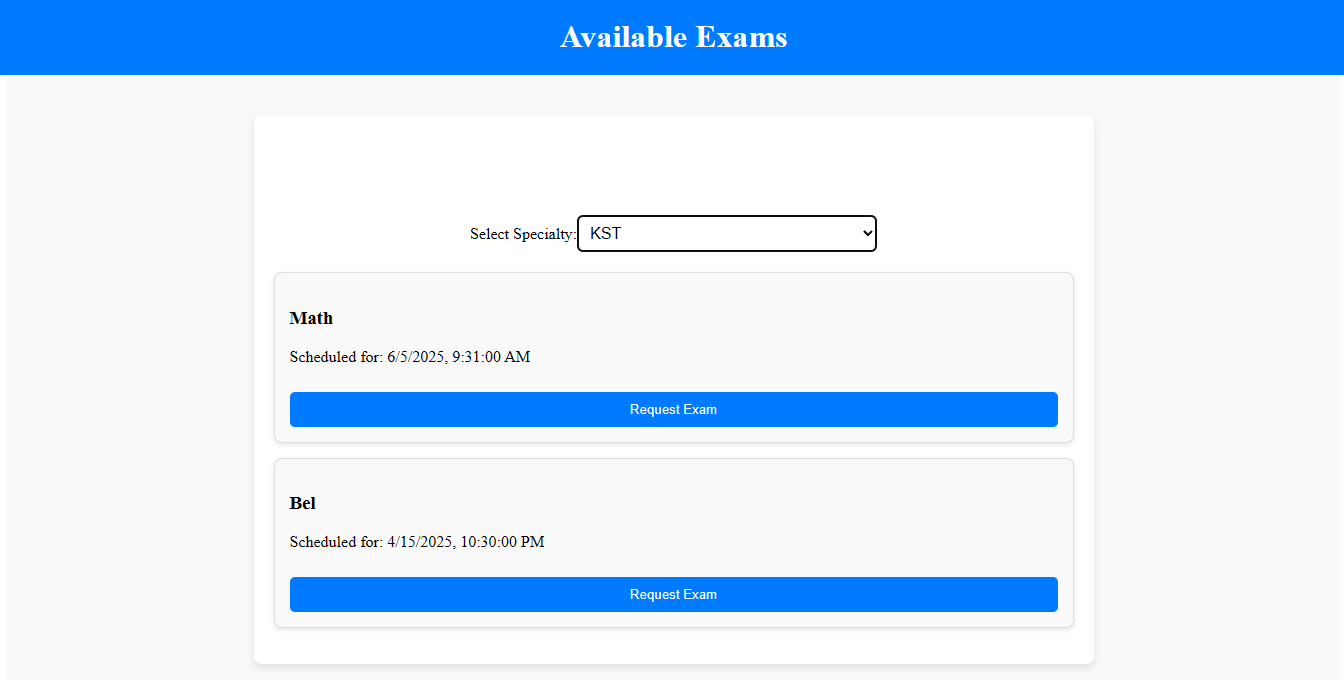 Available Exams
Select Specialty: KST
Math
Scheduled for: 6/5/2025, 9:31:00 AM
Request Exam
Bel
Scheduled for: 4/15/2025, 10:30:00 PM
Request Exam